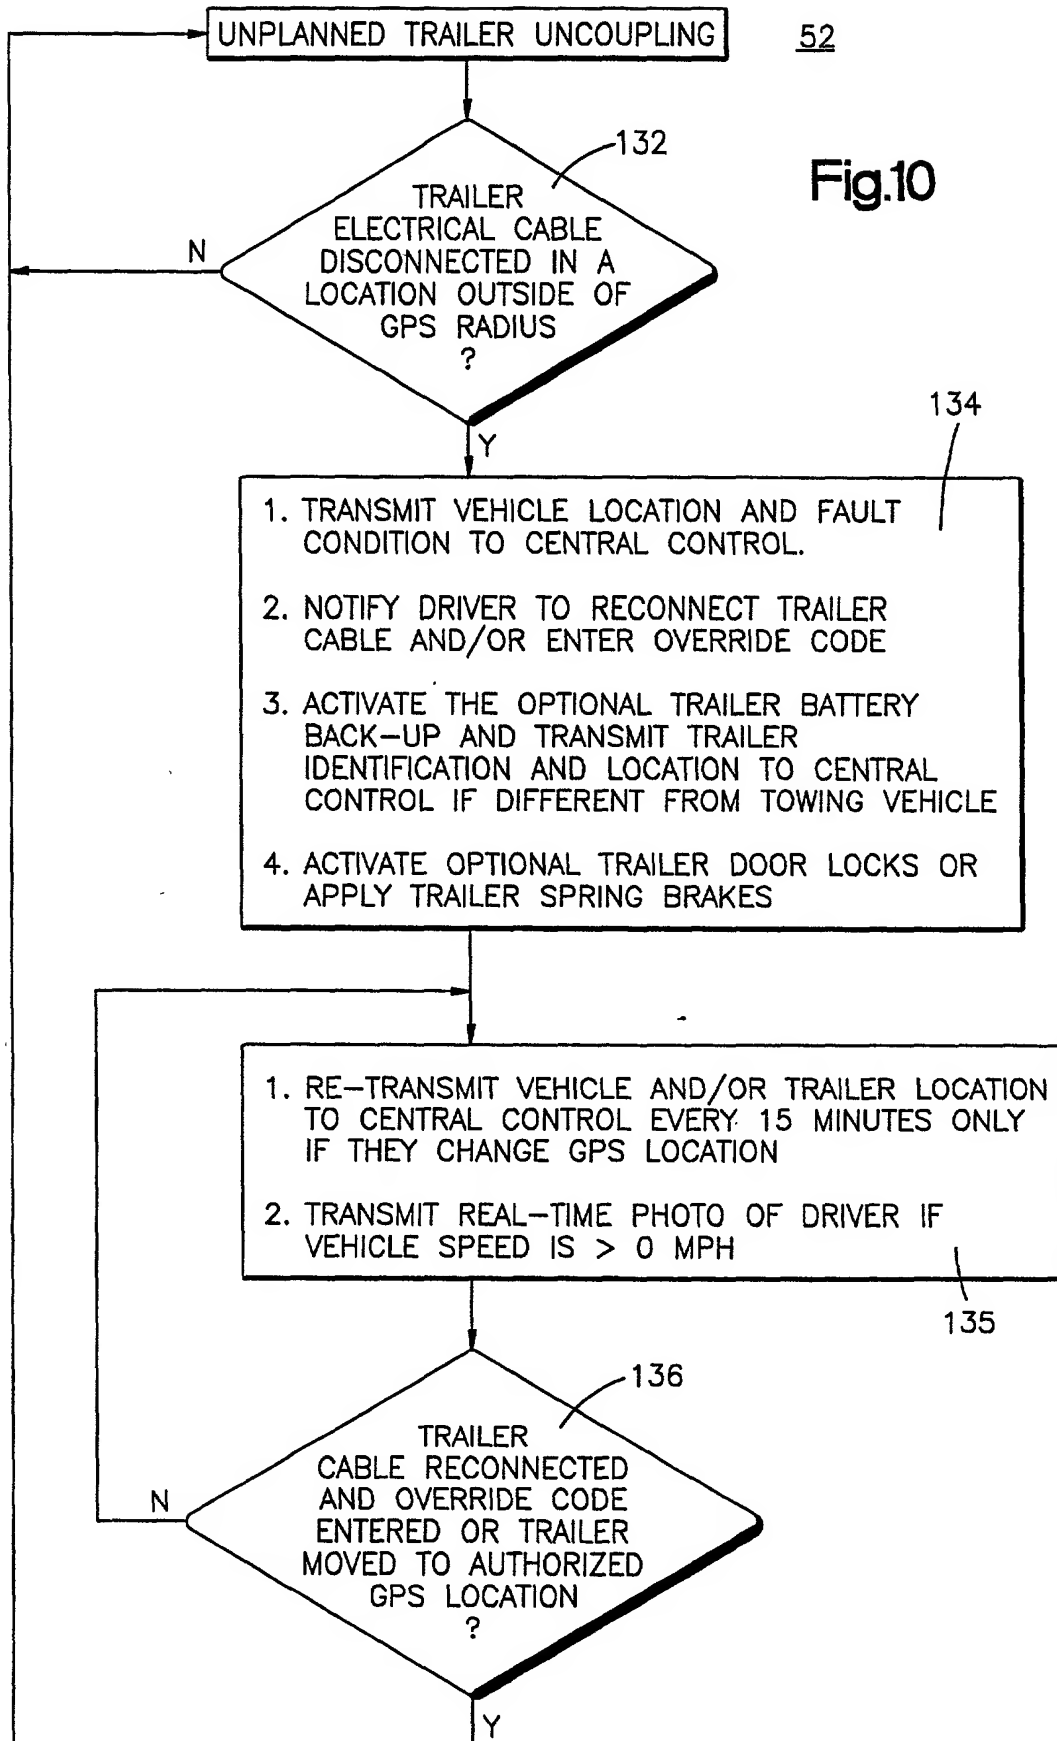 UNPLANNED TRAILER UNCOUPLING
52
Fig.10
132
TRAILER
ELECTRICAL CABLE
DISCONNECTED IN A
LOCATION OUTSIDE OF
GPS RADIUS
?
N
Y
134
1. TRANSMIT VEHICLE LOCATION AND FAULT
CONDITION TO CENTRAL CONTROL.
2. NOTIFY DRIVER TO RECONNECT TRAILER
CABLE AND/OR ENTER OVERRIDE CODE
3. ACTIVATE THE OPTIONAL TRAILER BATTERY
BACK-UP AND TRANSMIT TRAILER
IDENTIFICATION AND LOCATION TO CENTRAL
CONTROL IF DIFFERENT FROM TOWING VEHICLE
4. ACTIVATE OPTIONAL TRAILER DOOR LOCKS OR
APPLY TRAILER SPRING BRAKES
1. RE-TRANSMIT VEHICLE AND/OR TRAILER LOCATION
TO CENTRAL CONTROL EVERY 15 MINUTES ONLY
IF THEY CHANGE GPS LOCATION
2. TRANSMIT REAL-TIME PHOTO OF DRIVER IF
VEHICLE SPEED IS > 0 MPH
135
136
TRAILER
CABLE RECONNECTED
AND OVERRIDE CODE
ENTERED OR TRAILER
MOVED TO AUTHORIZED
GPS LOCATION
?
N
Y